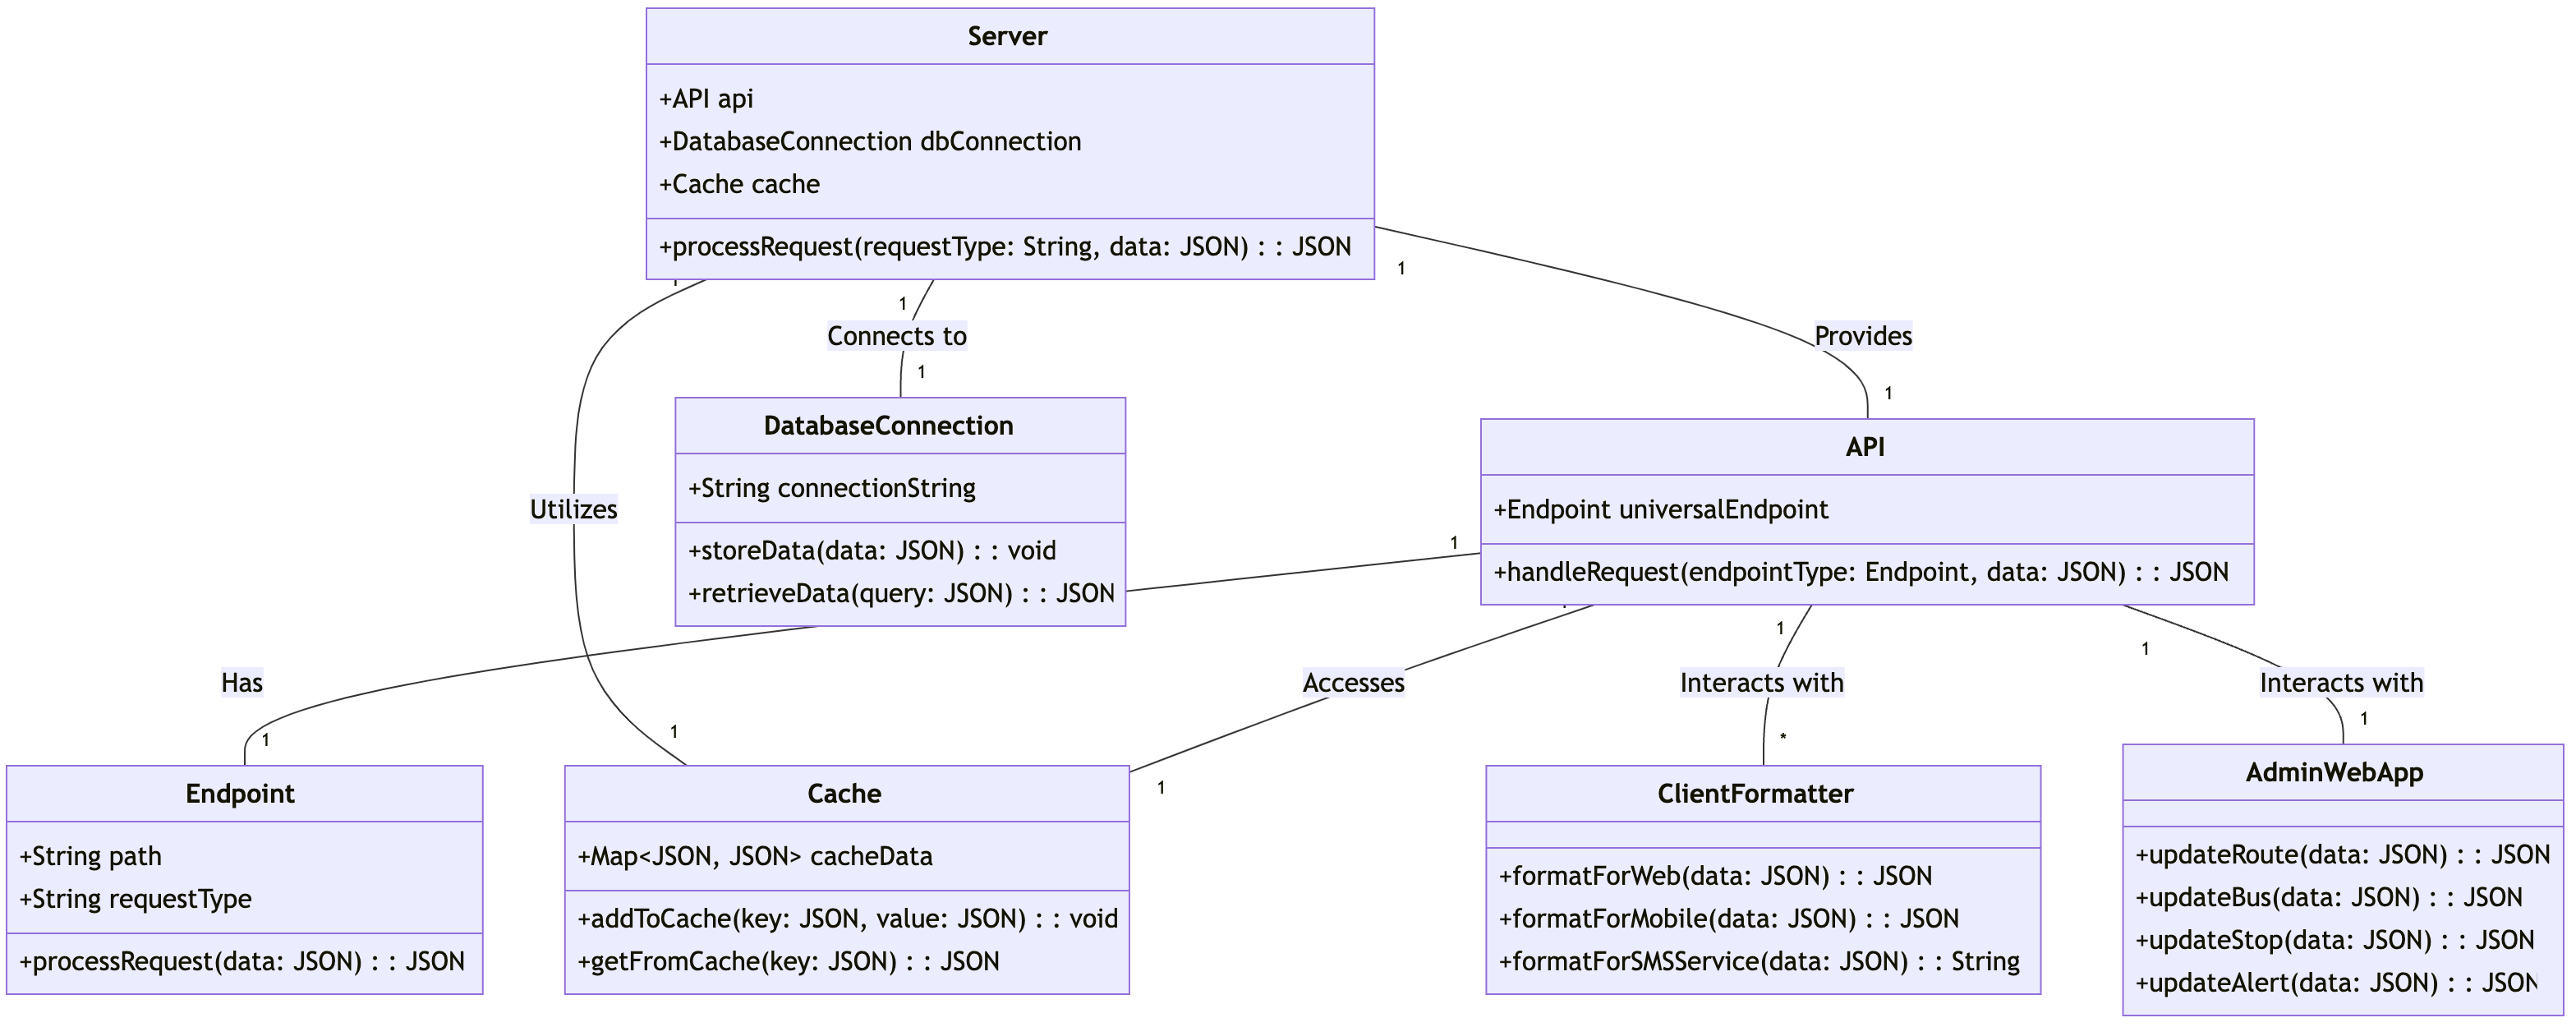 Server
+API api
+DatabaseConnection dbConnection
+Cache cache
+processRequest(requestType: String, data: JSON) : : JSON
1
1
Connects to
1
Provides
1
DatabaseConnection
+String connectionString
+storeData(data: JSON) : : void
+retrieveData(query: JSON) : : JSON
API
+Endpoint universalEndpoint
+handleRequest(endpointType: Endpoint, data: JSON) : : JSON
Utilizes
1
1
1
Has
Accesses
Interacts with
Interacts with
1
1
*
1
1
Endpoint
+String path
+String requestType
+processRequest(data: JSON) : : JSON
Cache
+Map<JSON, JSON> cacheData
+addToCache(key: JSON, value: JSON) : : void
+getFromCache(key: JSON) : : JSON
ClientFormatter
+formatForWeb(data: JSON) : : JSON
+formatForMobile(data: JSON) : : JSON
+formatForSMSService(data: JSON) : : String
AdminWebApp
+updateRoute(data: JSON) : : JSON
+updateBus(data: JSON) : : JSON
+updateStop(data: JSON) : : JSON
+updateAlert(data: JSON) : : JSON